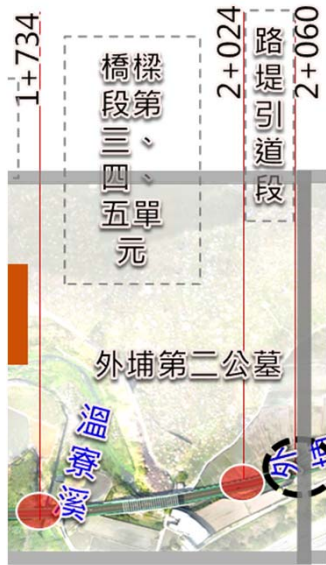 1+734
橋樑
段第
三、
四、
五單
元
2+024
路堤引道段
2+060
外埔第二公墓
溫寮溪